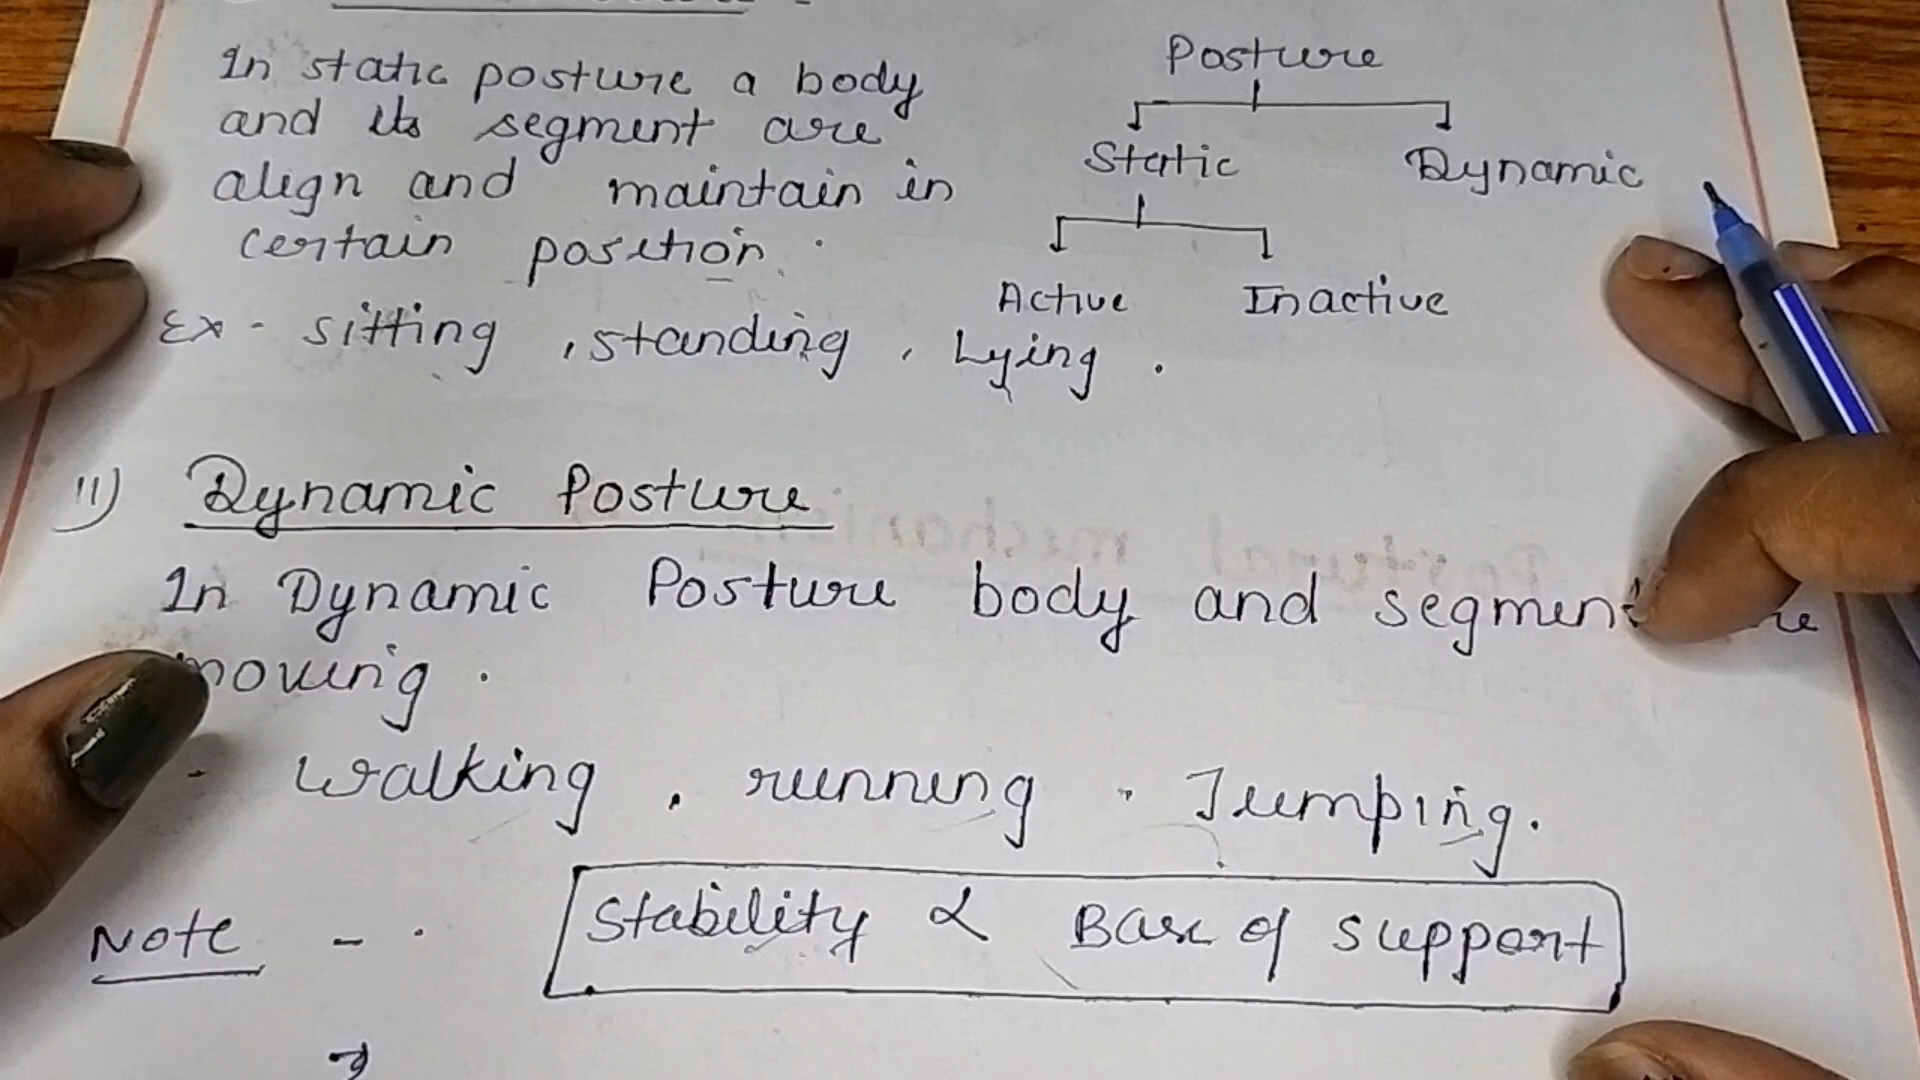 In static posture a body
and its segment are
align and maintain in
certain position.
Ex - sitting, standing, Lying.
Posture
Static Dynamic
Active Inactive
II) Dynamic Posture
In Dynamic Posture body and segment
moving.
- Walking, running, Jumping.
Note -
Stability ∝ Base of support